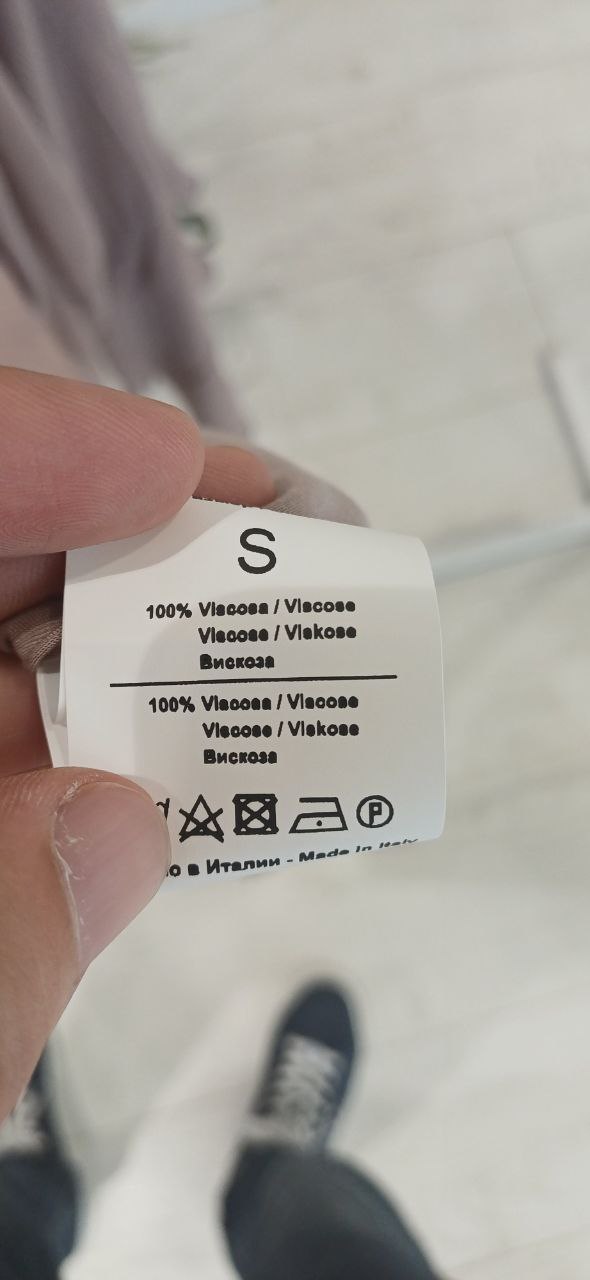 S
100% Viscosa / Viscose
Viscose / Viskose
Вискоза
100% Viscosa / Viscose
Viscose / Viskose
Вискоза
P
в Италии - Made in Italy